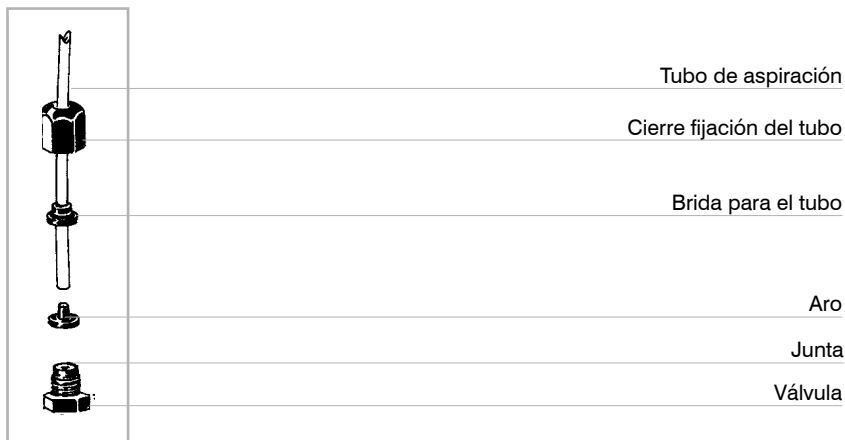 Tubo de aspiración
Cierre fijación del tubo
Brida para el tubo
Aro
Junta
Válvula